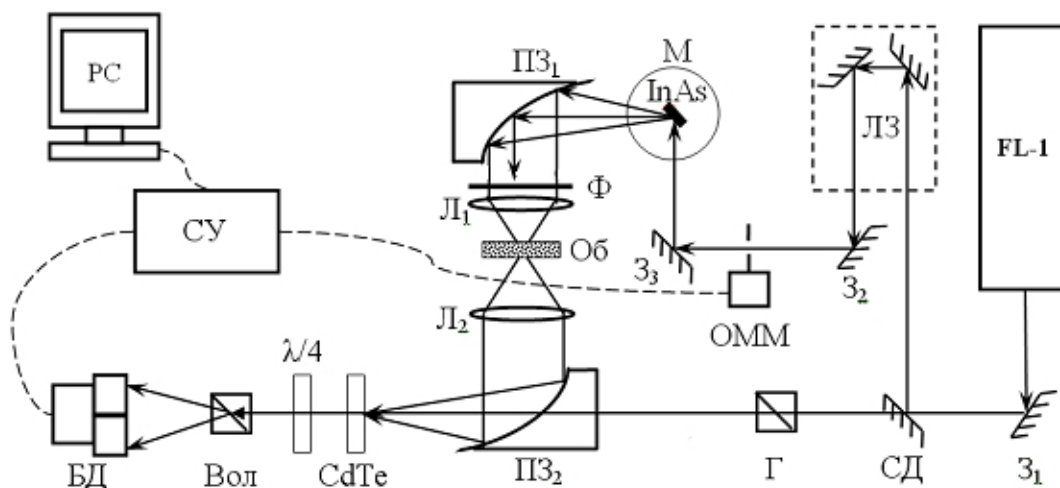 PC
ПЗ₁
М
InAs
ЛЗ
FL-1
Ф
Л₁
СУ
Об
З₃
З₂
ОММ
Л₂
λ/4
БД
Вол
CdTe
ПЗ₂
Г
СД
З₁